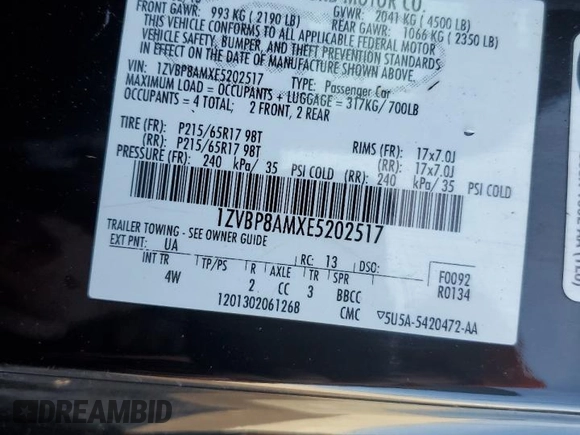 MOTOR CO.
FRONT GAWR: 993 KG (2190 LB) GVWR: 2041 KG (4500 LB)
REAR GAWR: 1066 KG (2350 LB)
THIS VEHICLE CONFORMS TO ALL APPLICABLE FEDERAL MOTOR
VEHICLE SAFETY, BUMPER, AND THEFT PREVENTION STANDARDS
IN EFFECT ON THE DATE OF MANUFACTURE SHOWN ABOVE.
VIN: 1ZVBP8AMXE5202517 TYPE: Passenger Car
MAXIMUM LOAD = OCCUPANTS + LUGGAGE = 317KG/700LB
OCCUPANTS = 4 TOTAL; 2 FRONT, 2 REAR
TIRE (FR): P215/65R17 98T RIMS (FR): 17x7.0J
(RR): P215/65R17 98T (RR): 17x7.0J
PRESSURE (FR): 240 kPa/ 35 PSI COLD (RR): 240 kPa/ 35 PSI COLD
1ZVBP8AMXE5202517
TRAILER TOWING - SEE OWNER GUIDE
EXT PNT: UA RC: 13 DSO: F0092
INT TR TP/PS R AXLE TR SPR R0134
4W 2 CC 3 BBCC
1201302061268 CMC ▽5U5A-5420472-AA
DREAMBID